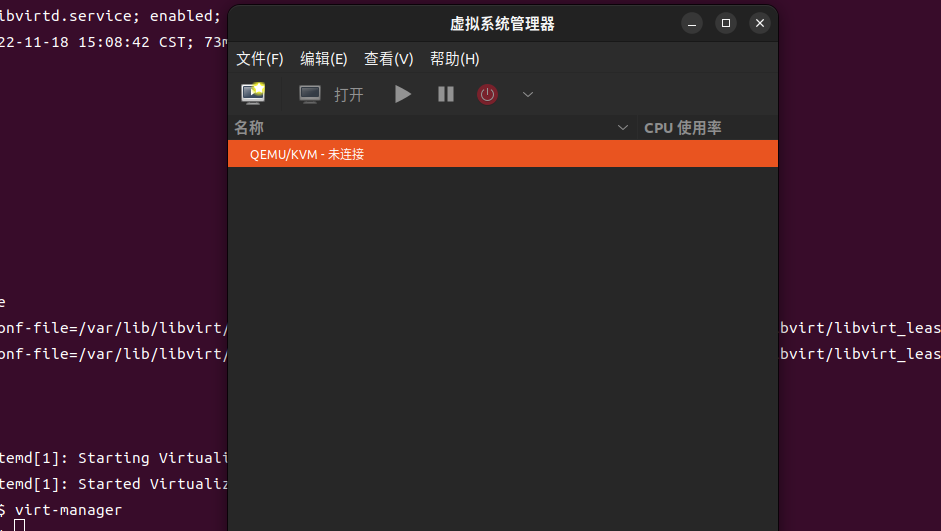 ibvirtd.service; enabled;
22-11-18 15:08:42 CST; 73m
虚拟系统管理器
文件(F) 编辑(E) 查看(V) 帮助(H)
打开
名称 CPU 使用率
QEMU/KVM - 未连接
e
onf-file=/var/lib/libvirt/ bvirt/libvirt_leas
onf-file=/var/lib/libvirt/ bvirt/libvirt_leas
temd[1]: Starting Virtuali
temd[1]: Started Virtualiz
$ virt-manager